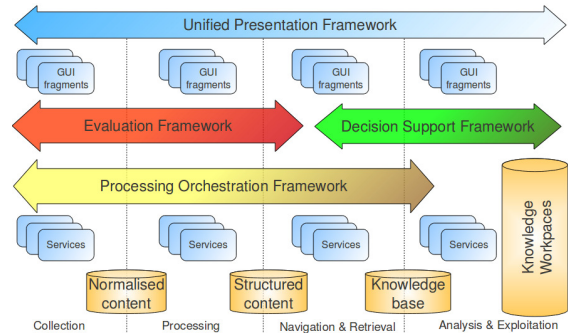 Unified Presentation Framework
GUI
fragments
GUI
fragments
GUI
fragments
GUI
fragments
Evaluation Framework
Decision Support Framework
Processing Orchestration Framework
Services
Services
Services
Services
Knowledge
Workpaces
Normalised
content
Structured
content
Knowledge
base
Collection
Processing
Navigation & Retrieval
Analysis & Exploitation